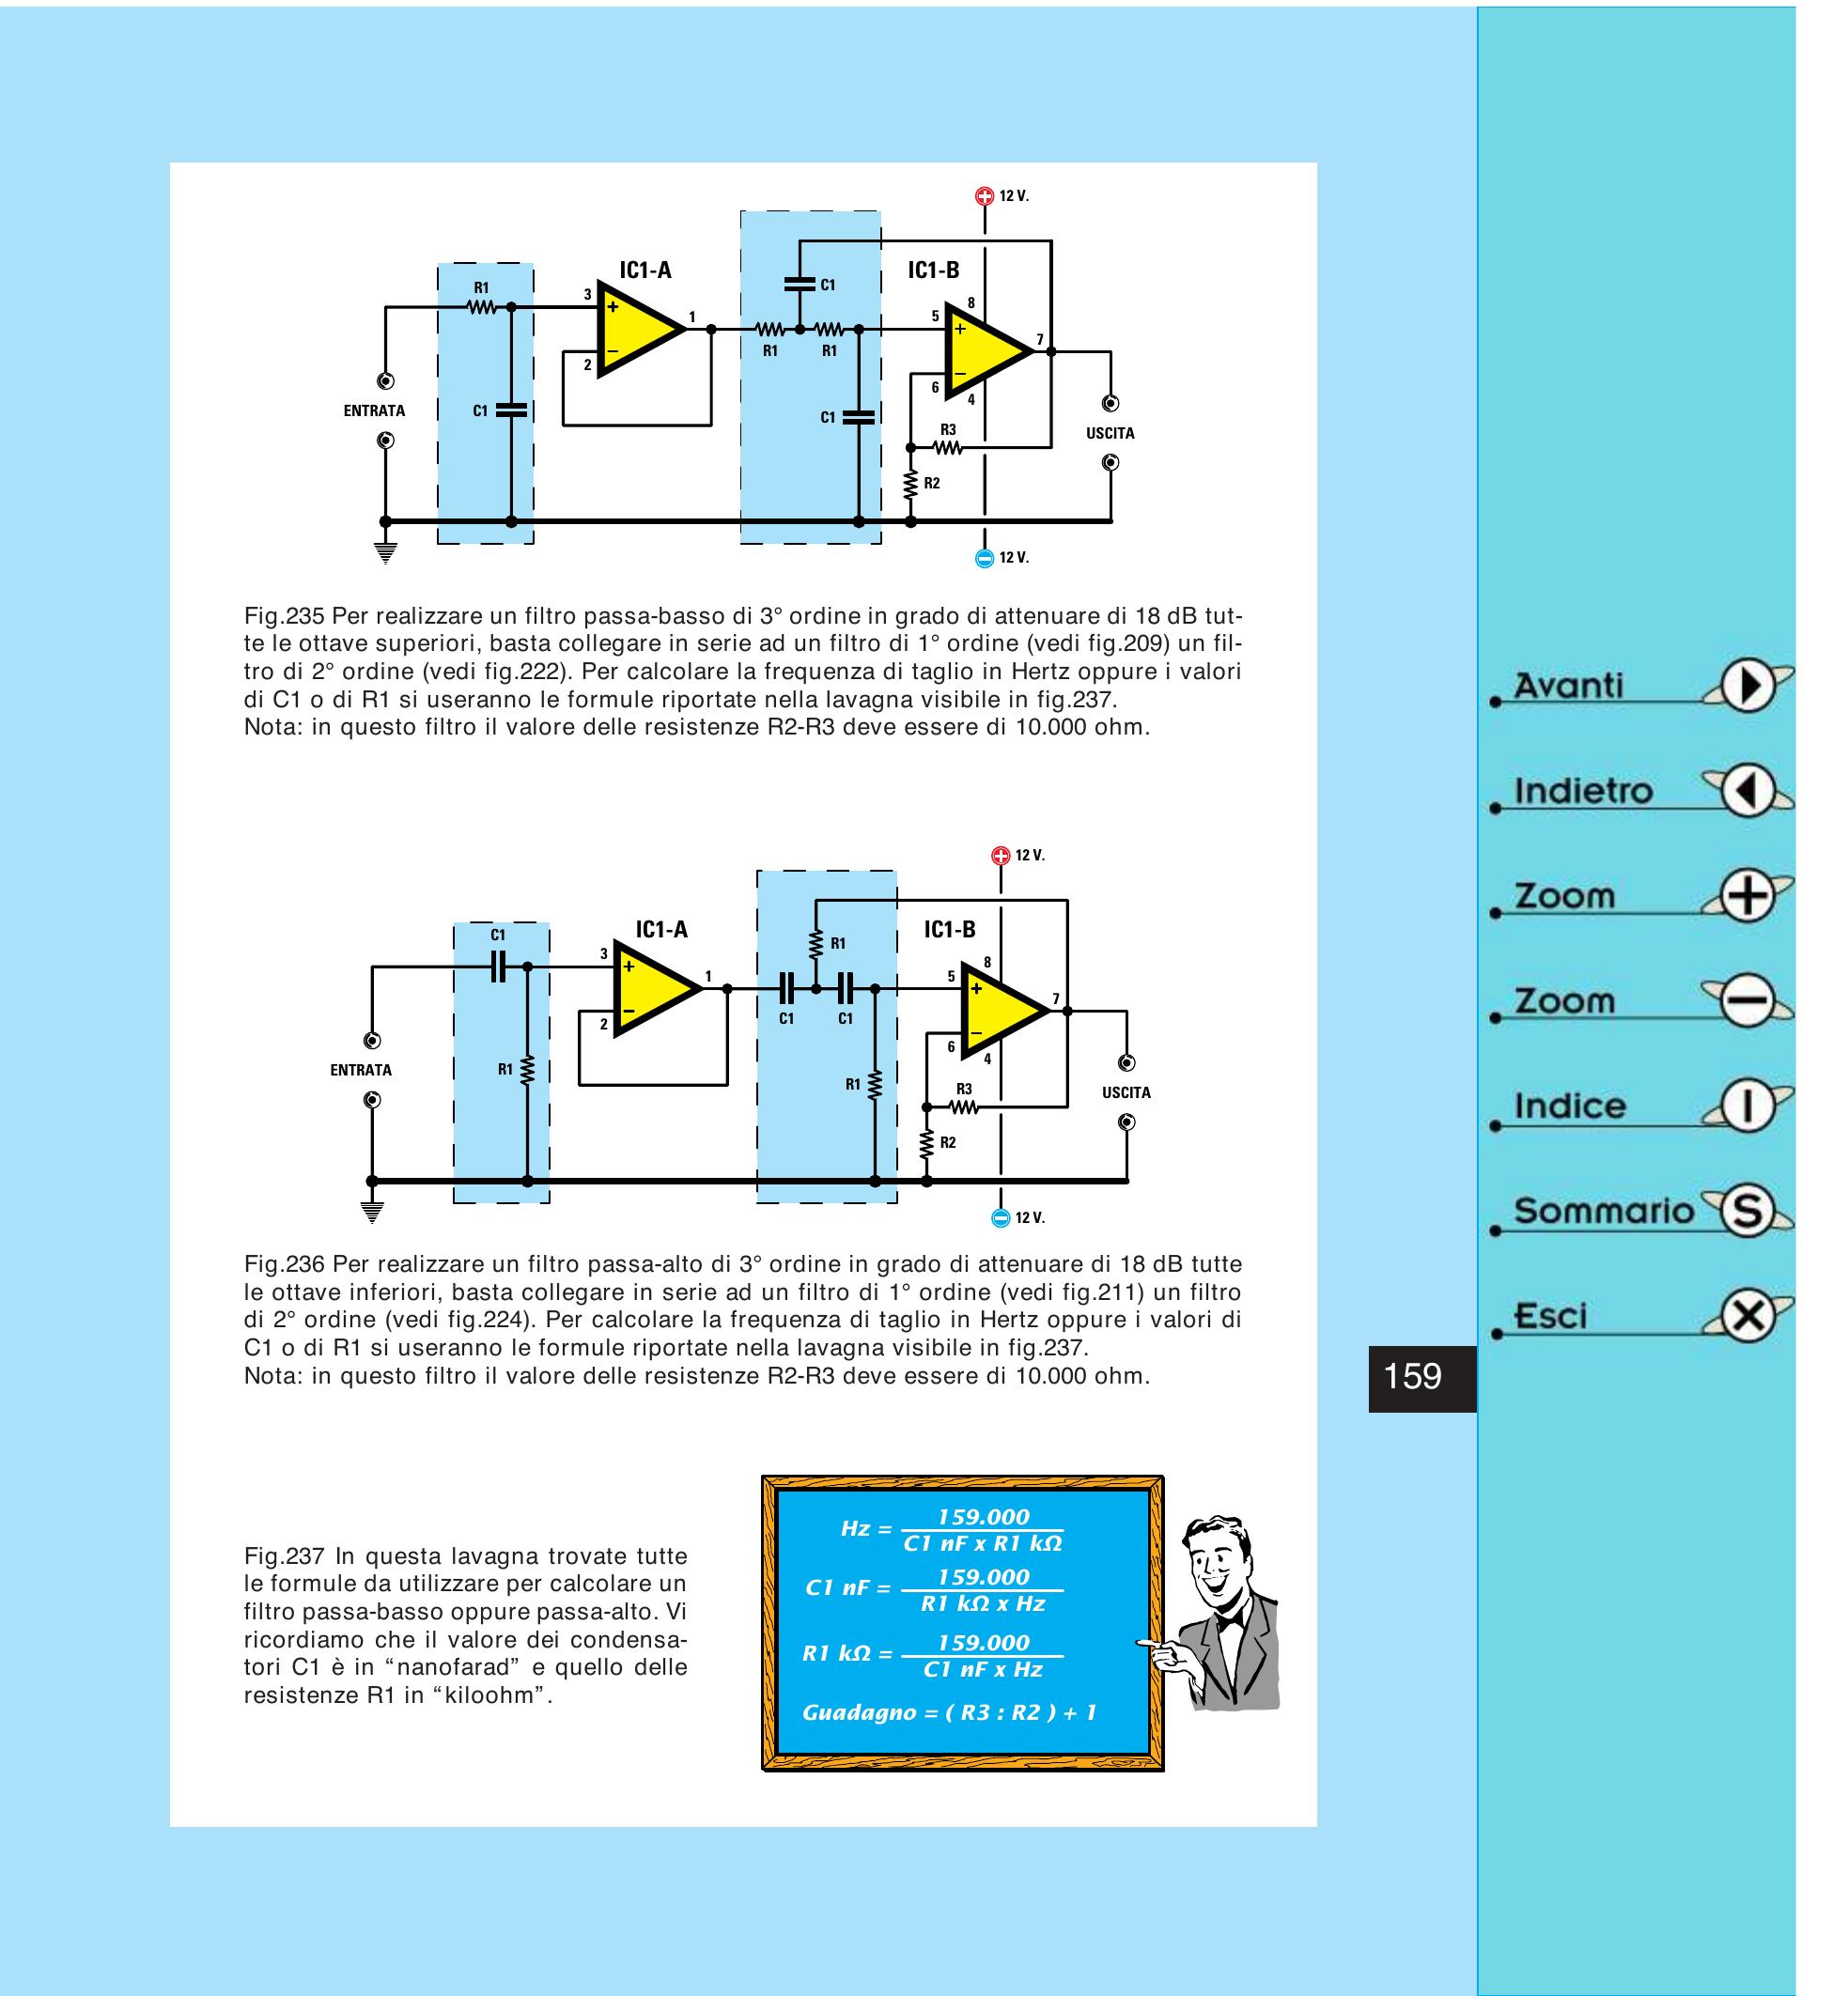 12 V.
IC1-A
IC1-B
R1
C1
3
2
1
R1
R1
C1
C1
5
6
8
4
7
R3
R2
ENTRATA
USCITA
12 V.
Fig.235 Per realizzare un filtro passa-basso di 3° ordine in grado di attenuare di 18 dB tut-
te le ottave superiori, basta collegare in serie ad un filtro di 1° ordine (vedi fig.209) un fil-
tro di 2° ordine (vedi fig.222). Per calcolare la frequenza di taglio in Hertz oppure i valori
di C1 o di R1 si useranno le formule riportate nella lavagna visibile in fig.237.
Nota: in questo filtro il valore delle resistenze R2-R3 deve essere di 10.000 ohm.
12 V.
IC1-A
IC1-B
C1
R1
3
2
1
C1
C1
R1
R1
5
6
8
4
7
R3
R2
ENTRATA
USCITA
12 V.
Fig.236 Per realizzare un filtro passa-alto di 3° ordine in grado di attenuare di 18 dB tutte
le ottave inferiori, basta collegare in serie ad un filtro di 1° ordine (vedi fig.211) un filtro
di 2° ordine (vedi fig.224). Per calcolare la frequenza di taglio in Hertz oppure i valori di
C1 o di R1 si useranno le formule riportate nella lavagna visibile in fig.237.
Nota: in questo filtro il valore delle resistenze R2-R3 deve essere di 10.000 ohm.
Fig.237 In questa lavagna trovate tutte
le formule da utilizzare per calcolare un
filtro passa-basso oppure passa-alto. Vi
ricordiamo che il valore dei condensa-
tori C1 è in “nanofarad” e quello delle
resistenze R1 in “kiloohm”.
Hz = 159.000
C1 nF x R1 kΩ
C1 nF = 159.000
R1 kΩ x Hz
R1 kΩ = 159.000
C1 nF x Hz
Guadagno = ( R3 : R2 ) + 1
159
Avanti
Indietro
Zoom
Zoom
Indice
I
Sommario
S
Esci